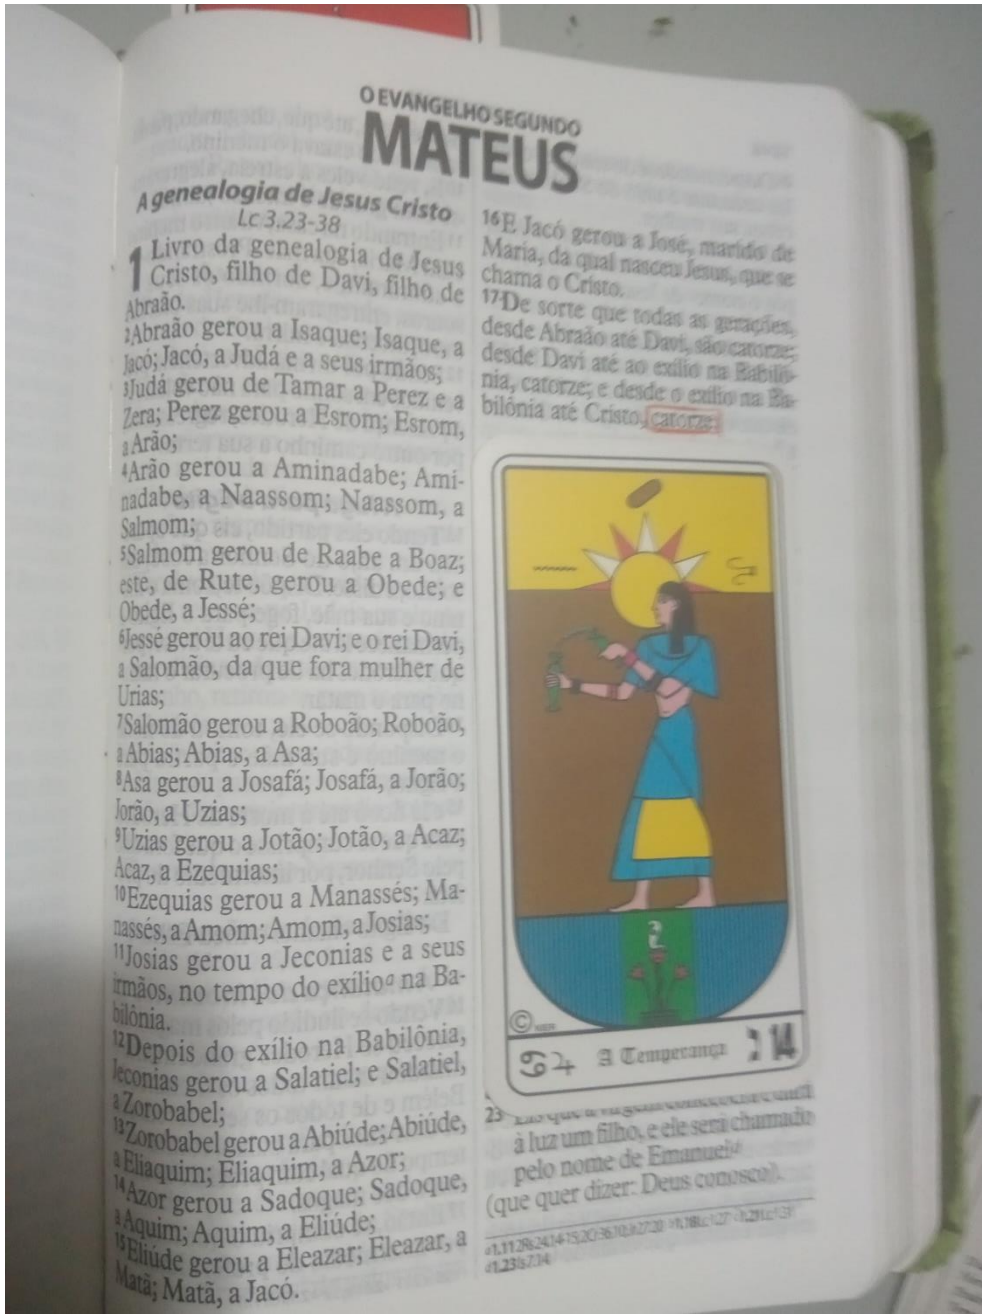 O EVANGELHO SEGUNDO
MATEUS
A genealogia de Jesus Cristo
Lc 3.23-38
1 Livro da genealogia de Jesus
Cristo, filho de Davi, filho de
Abraão.
2Abraão gerou a Isaque; Isaque, a
Jacó; Jacó, a Judá e a seus irmãos;
3Judá gerou de Tamar a Perez e a
Zera; Perez gerou a Esrom; Esrom,
a Arão;
4Arão gerou a Aminadabe; Ami-
nadabe, a Naassom; Naassom, a
Salmom;
5Salmom gerou de Raabe a Boaz;
este, de Rute, gerou a Obede; e
Obede, a Jessé;
6Jessé gerou ao rei Davi; e o rei Davi,
a Salomão, da que fora mulher de
Urias;
7Salomão gerou a Roboão; Roboão,
a Abias; Abias, a Asa;
8Asa gerou a Josafá; Josafá, a Jorão;
Jorão, a Uzias;
9Uzias gerou a Jotão; Jotão, a Acaz;
Acaz, a Ezequias;
10Ezequias gerou a Manassés; Ma-
nassés, a Amom; Amom, a Josias;
11Josias gerou a Jeconias e a seus
irmãos, no tempo do exílioa na Ba-
bilônia.
12Depois do exílio na Babilônia,
Jeconias gerou a Salatiel; e Salatiel,
a Zorobabel;
13Zorobabel gerou a Abiúde; Abiúde,
a Eliaquim; Eliaquim, a Azor;
14Azor gerou a Sadoque; Sadoque,
a Aquim; Aquim, a Eliúde;
15Eliúde gerou a Eleazar; Eleazar, a
Matã; Matã, a Jacó.
16E Jacó gerou a José, marido de
Maria, da qual nasceu Jesus, que se
chama o Cristo.
17De sorte que todas as gerações,
desde Abraão até Davi, são catorze;
desde Davi até ao exílio na Babilô-
nia, catorze; e desde o exílio na Ba-
bilônia até Cristo, catorze.
© NIER
♋♃ A Temperança נ 14
23
à luz um filho, e ele será chamado
pelo nome de Emanuel
(que quer dizer: Deus conosco).